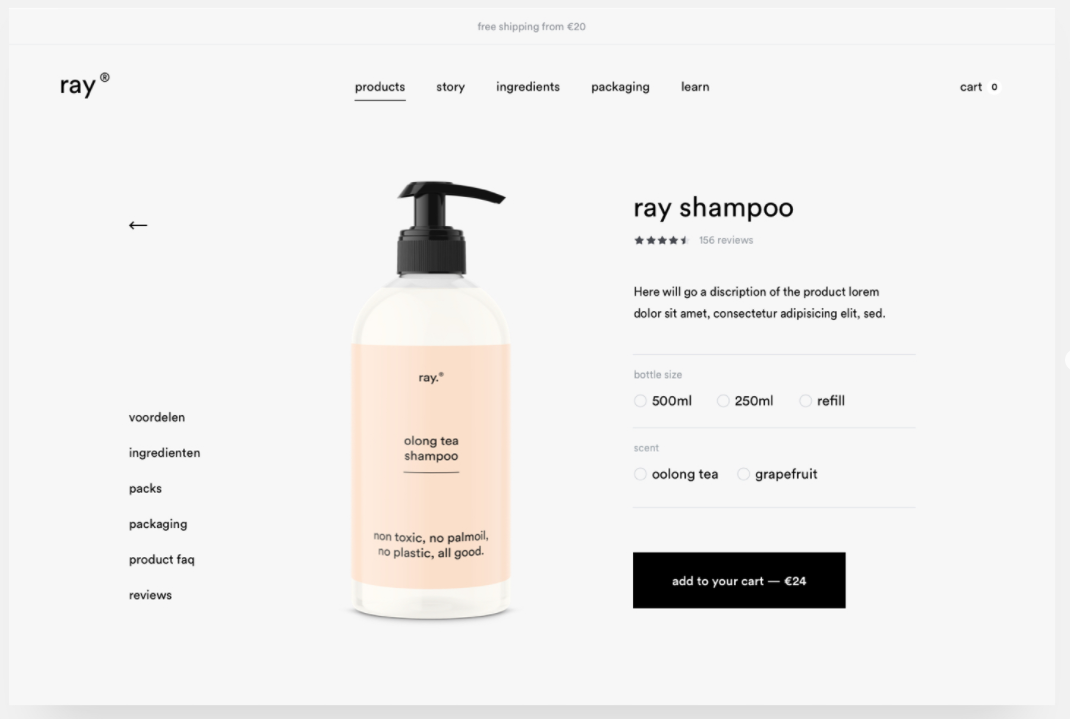 free shipping from €20
ray ®
products story ingredients packaging learn
cart 0
ray shampoo
156 reviews
Here will go a discription of the product lorem
dolor sit amet, consectetur adipisicing elit, sed.
bottle size
500ml 250ml refill
scent
oolong tea grapefruit
add to your cart — €24
voordelen
ingredienten
packs
packaging
product faq
reviews
ray.®
olong tea
shampoo
non toxic, no palmoil,
no plastic, all good.